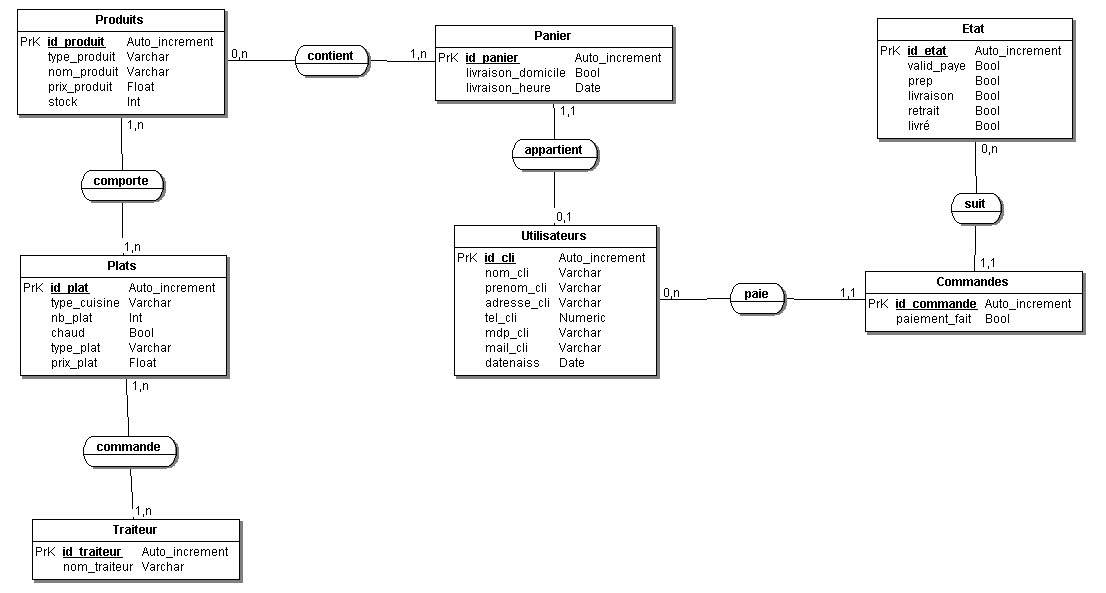 Produits
PrK id_produit Auto_increment
type_produit Varchar
nom_produit Varchar
prix_produit Float
stock Int
0,n
contient
1,n
Panier
PrK id_panier Auto_increment
livraison_domicile Bool
livraison_heure Date
Etat
PrK id_etat Auto_increment
valid_paye Bool
prep Bool
livraison Bool
retrait Bool
livré Bool
1,n
comporte
1,n
1,1
appartient
0,1
0,n
suit
1,1
Plats
PrK id_plat Auto_increment
type_cuisine Varchar
nb_plat Int
chaud Bool
type_plat Varchar
prix_plat Float
Utilisateurs
PrK id_cli Auto_increment
nom_cli Varchar
prenom_cli Varchar
adresse_cli Varchar
tel_cli Numeric
mdp_cli Varchar
mail_cli Varchar
datenaiss Date
0,n
paie
1,1
Commandes
PrK id_commande Auto_increment
paiement_fait Bool
1,n
commande
1,n
Traiteur
PrK id_traiteur Auto_increment
nom_traiteur Varchar